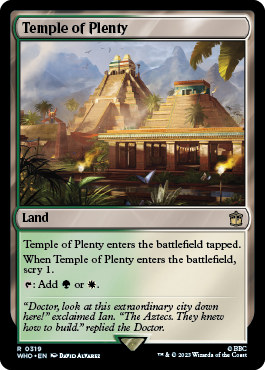 Temple of Plenty
Land
Temple of Plenty enters the battlefield tapped.
When Temple of Plenty enters the battlefield,
scry 1.
: Add or .
“Doctor, look at this extraordinary city down
here!” exclaimed Ian. “The Aztecs. They knew
how to build.” replied the Doctor.
R 0319
WHO • EN DAVID ALVAREZ
© BBC
™ & © 2023 Wizards of the Coast